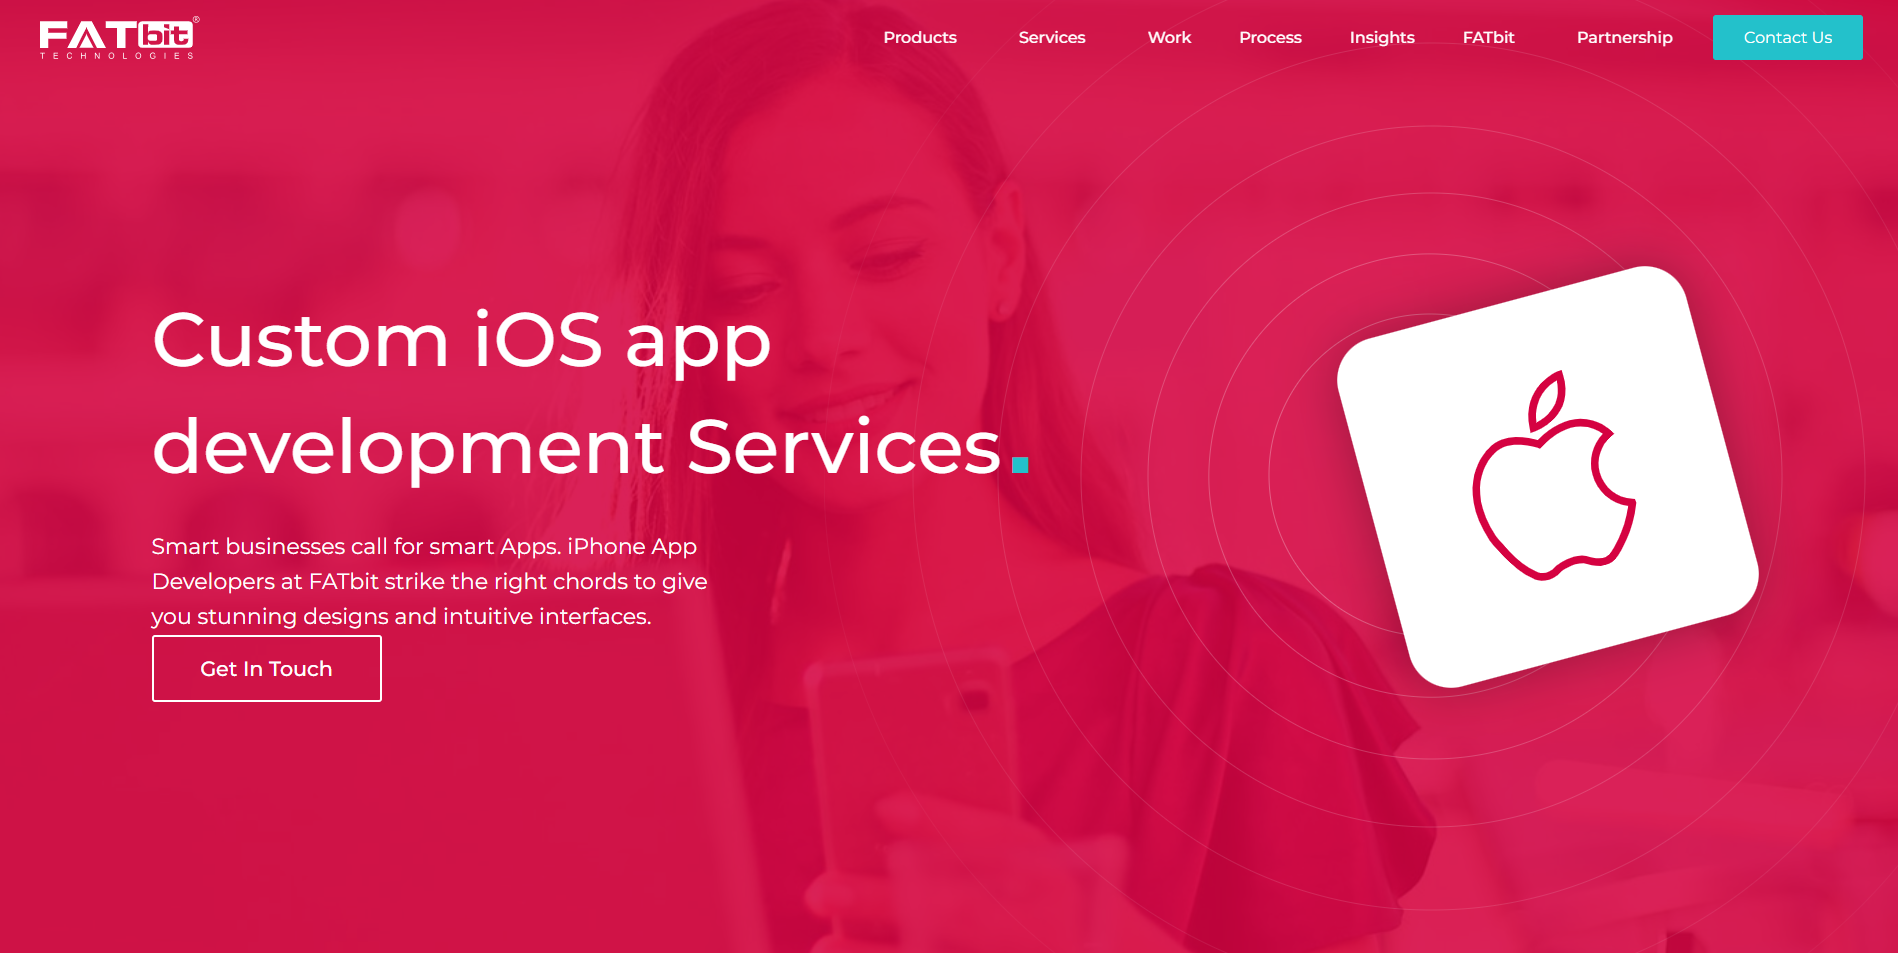 FATbit®
TECHNOLOGIES
Products Services Work Process Insights FATbit Partnership Contact Us
Custom iOS app
development Services.
Smart businesses call for smart Apps. iPhone App
Developers at FATbit strike the right chords to give
you stunning designs and intuitive interfaces.
Get In Touch